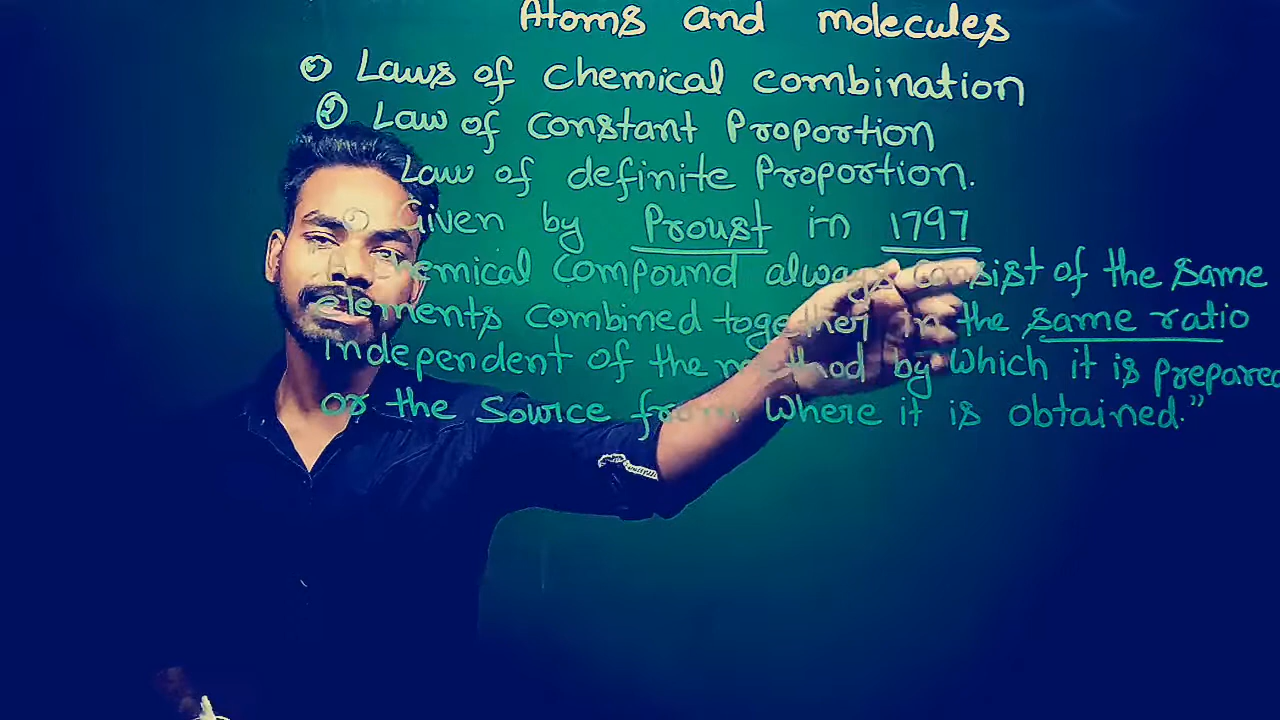 Atoms and molecules
Laws of chemical combination
② Law of constant Proportion
Law of definite Proportion.
Given by Proust in 1797
chemical compound always consist of the same
elements combined together in the same ratio
independent of the method by which it is prepared
or the source from where it is obtained.”